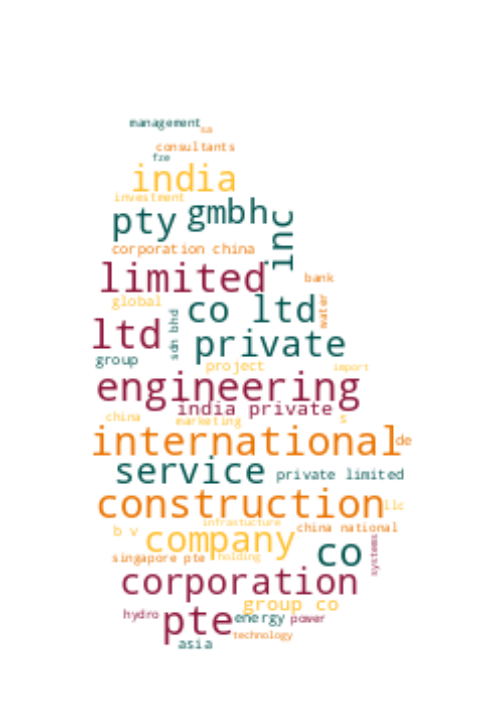 management
sa
consultants
fze
india
investment
pty gmbh
inc
corporation china
limited
bank
global
co ltd
water
ltd
sdn bhd
private
group
project
import
engineering
india private
china
marketing
s
international
de
service
private limited
construction
llc
infrastucture
b v
china national
company
co
systems
singapore pte
holding
corporation
group co
hydro
pte
energy
power
technology
asia